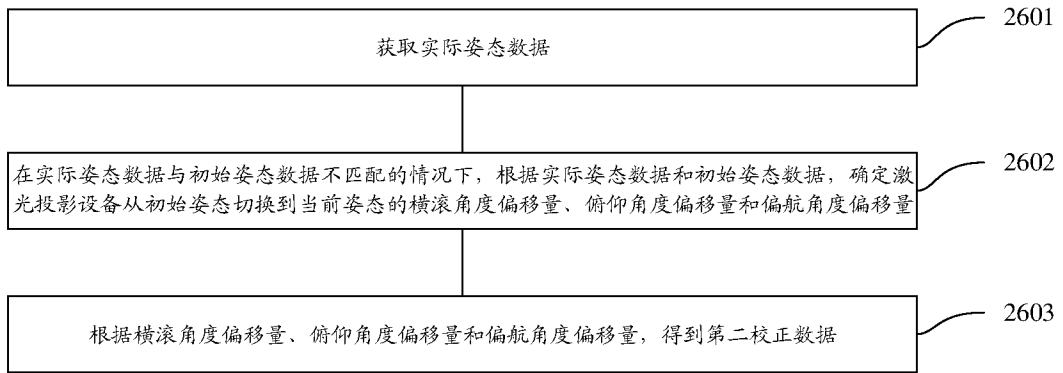 获取实际姿态数据
2601
在实际姿态数据与初始姿态数据不匹配的情况下，根据实际姿态数据和初始姿态数据，确定激
光投影设备从初始姿态切换到当前姿态的横滚角度偏移量、俯仰角度偏移量和偏航角度偏移量
2602
根据横滚角度偏移量、俯仰角度偏移量和偏航角度偏移量，得到第二校正数据
2603